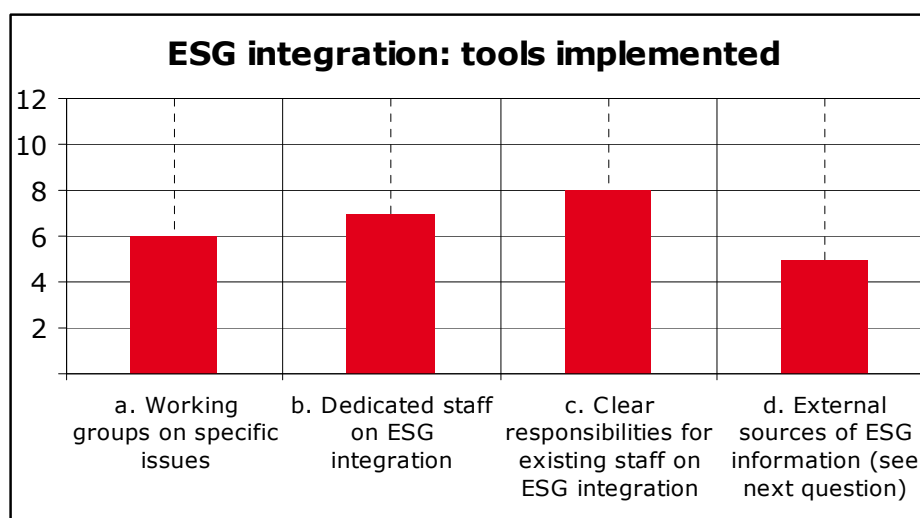 ESG integration: tools implemented
12
10
8
6
4
2
a. Working
groups on specific
issues
b. Dedicated staff
on ESG
integration
c. Clear
responsibilities for
existing staff on
ESG integration
d. External
sources of ESG
information (see
next question)